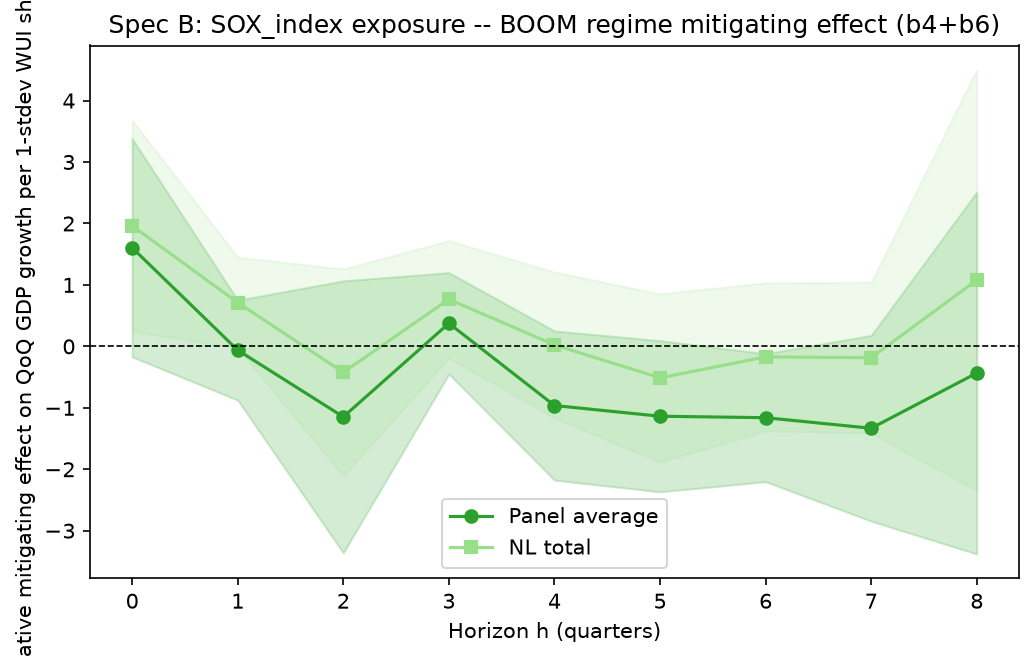 Spec B: SOX_index exposure -- BOOM regime mitigating effect (b4+b6)
ative mitigating effect on QoQ GDP growth per 1-stdev WUI sh
4
3
2
1
0
−1
−2
−3
0 1 2 3 4 5 6 7 8
Horizon h (quarters)
Panel average
NL total